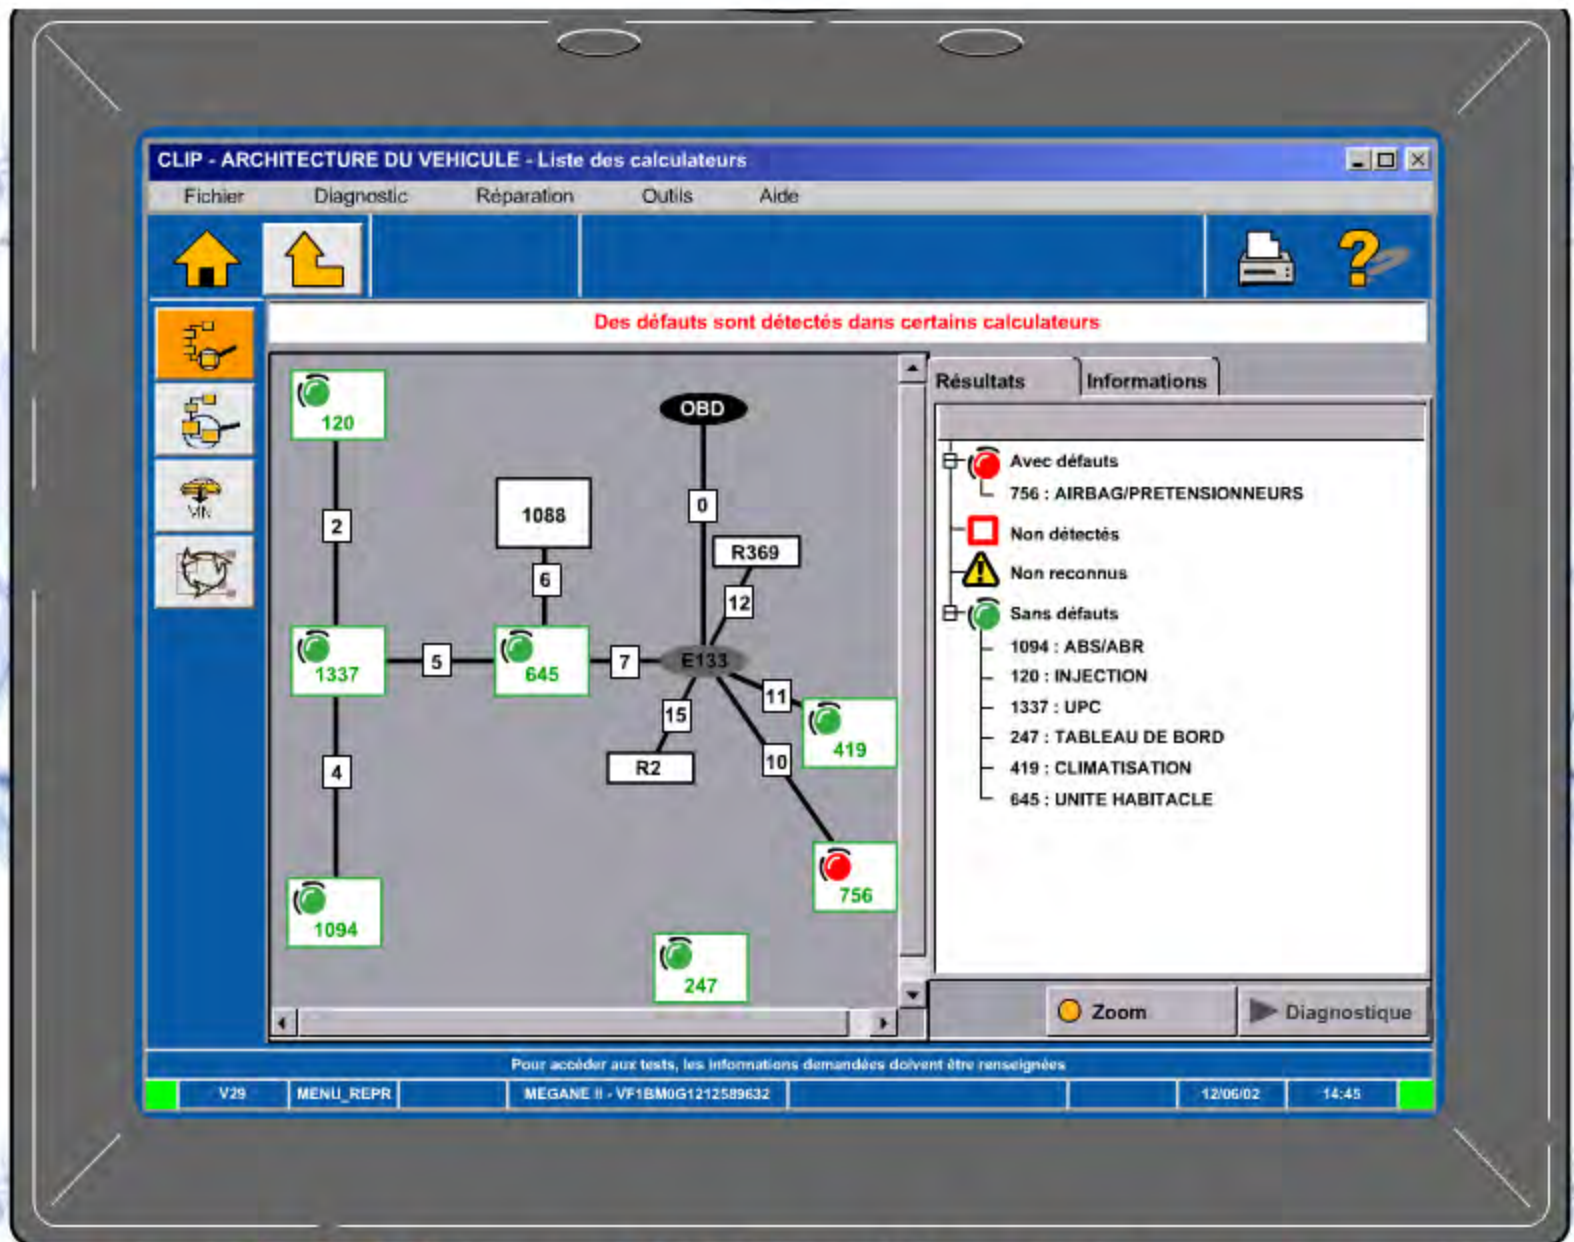 CLIP - ARCHITECTURE DU VEHICULE - Liste des calculateurs
Fichier Diagnostic Réparation Outils Aide
VIN
Des défauts sont détectés dans certains calculateurs
120
2
1337
4
1094
5
1088
6
645
7
OBD
0
R369
12
E133
15
R2
11
419
10
756
247
Résultats Informations
Avec défauts
756 : AIRBAG/PRETENSIONNEURS
Non détectés
Non reconnus
Sans défauts
1094 : ABS/ABR
120 : INJECTION
1337 : UPC
247 : TABLEAU DE BORD
419 : CLIMATISATION
645 : UNITE HABITACLE
Zoom Diagnostique
Pour accéder aux tests, les informations demandées doivent être renseignées
V29 MENU_REPR MEGANE II - VF1BM0G1212589632 12/06/02 14:45